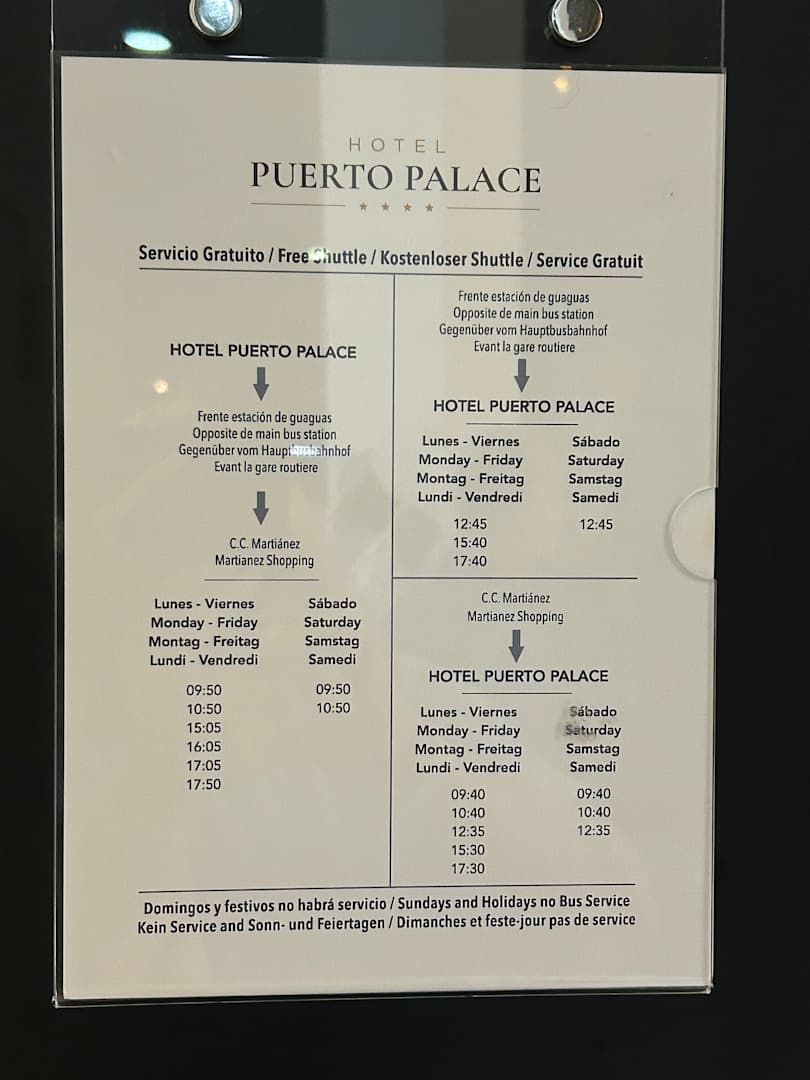 HOTEL
PUERTO PALACE
Servicio Gratuito / Free Shuttle / Kostenloser Shuttle / Service Gratuit
HOTEL PUERTO PALACE
Frente estación de guaguas
Opposite de main bus station
Gegenüber vom Hauptbusbahnhof
Evant la gare routiere
C.C. Martiánez
Martianez Shopping
Lunes - Viernes Sábado
Monday - Friday Saturday
Montag - Freitag Samstag
Lundi - Vendredi Samedi
09:50 09:50
10:50 10:50
15:05
16:05
17:05
17:50
Frente estación de guaguas
Opposite de main bus station
Gegenüber vom Hauptbusbahnhof
Evant la gare routiere
HOTEL PUERTO PALACE
Lunes - Viernes Sábado
Monday - Friday Saturday
Montag - Freitag Samstag
Lundi - Vendredi Samedi
12:45 12:45
15:40
17:40
C.C. Martiánez
Martianez Shopping
HOTEL PUERTO PALACE
Lunes - Viernes Sábado
Monday - Friday Saturday
Montag - Freitag Samstag
Lundi - Vendredi Samedi
09:40 09:40
10:40 10:40
12:35 12:35
15:30
17:30
Domingos y festivos no habrá servicio / Sundays and Holidays no Bus Service
Kein Service and Sonn- und Feiertagen / Dimanches et feste-jour pas de service